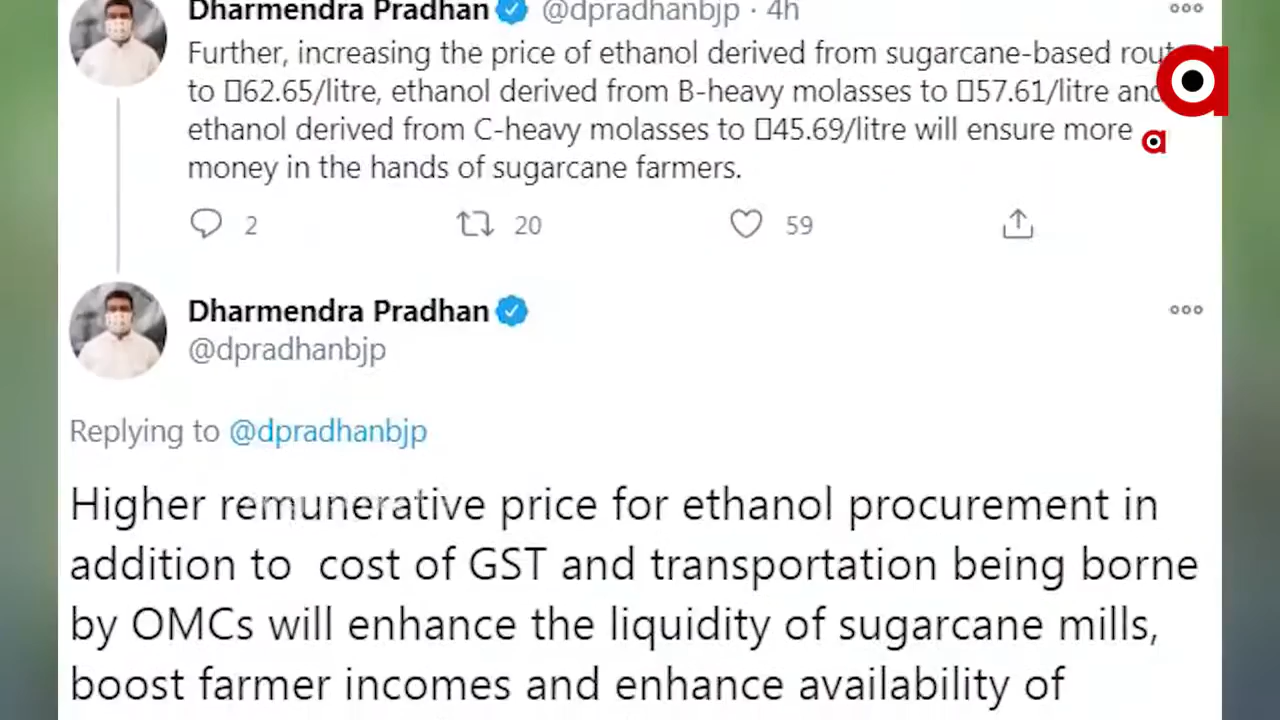 Dharmendra Pradhan @dpradhanbjp · 4h
Further, increasing the price of ethanol derived from sugarcane-based rout
to ▯62.65/litre, ethanol derived from B-heavy molasses to ▯57.61/litre and
ethanol derived from C-heavy molasses to ▯45.69/litre will ensure more
money in the hands of sugarcane farmers.
2 20 59
Dharmendra Pradhan
@dpradhanbjp
Replying to @dpradhanbjp
Higher remunerative price for ethanol procurement in
addition to cost of GST and transportation being borne
by OMCs will enhance the liquidity of sugarcane mills,
boost farmer incomes and enhance availability of